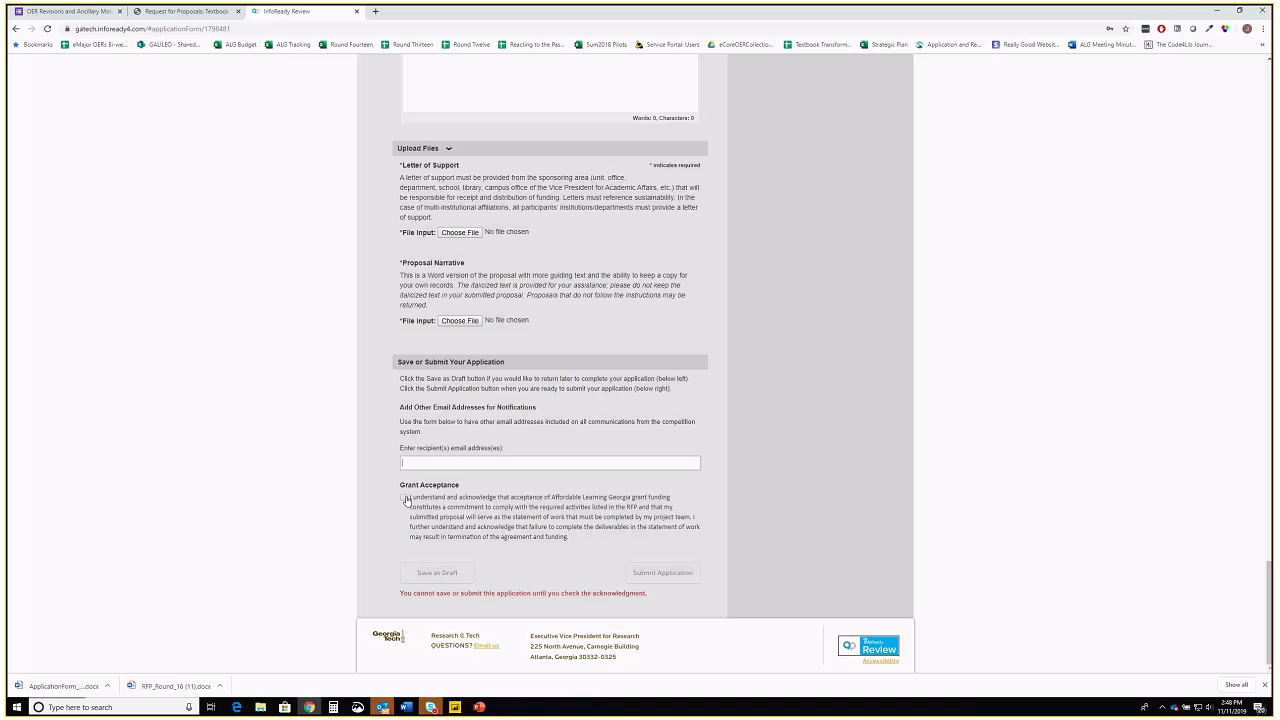 OER Revisions and Ancillary Mat
Request for Proposals: Textbook
InfoReady Review
gatech.infoready4.com/#applicationForm/1798481
Bookmarks
eMajor OERs Bi-we...
GALILEO - Shared...
ALG Budget
ALG Tracking
Round Fourteen
Round Thirteen
Round Twelve
Reacting to the Pas...
Sum2018 Pilots
Service Portal: Users
eCoreOERCollectio...
Textbook Transform...
Strategic Plan
Application and Re...
Really Good Websit...
ALG Meeting Minut...
The Code4Lib Journ...
Words: 0, Characters: 0
Upload Files
*Letter of Support
* indicates required
A letter of support must be provided from the sponsoring area (unit, office,
department, school, library, campus office of the Vice President for Academic Affairs, etc.) that will
be responsible for receipt and distribution of funding. Letters must reference sustainability. In the
case of multi-institutional affiliations, all participants' institutions/departments must provide a letter
of support.
*File Input: Choose File No file chosen
*Proposal Narrative
This is a Word version of the proposal with more guiding text and the ability to keep a copy for
your own records. The italicized text is provided for your assistance; please do not keep the
italicized text in your submitted proposal. Proposals that do not follow the instructions may be
returned.
*File Input: Choose File No file chosen
Save or Submit Your Application
Click the Save as Draft button if you would like to return later to complete your application (below left).
Click the Submit Application button when you are ready to submit your application (below right).
Add Other Email Addresses for Notifications
Use the form below to have other email addresses included on all communications from the competition
system.
Enter recipient(s) email address(es):
Grant Acceptance
I understand and acknowledge that acceptance of Affordable Learning Georgia grant funding
constitutes a commitment to comply with the required activities listed in the RFP and that my
submitted proposal will serve as the statement of work that must be completed by my project team. I
further understand and acknowledge that failure to complete the deliverables in the statement of work
may result in termination of the agreement and funding.
Save as Draft
Submit Application
You cannot save or submit this application until you check the acknowledgment.
Georgia Tech
Research & Tech
QUESTIONS? Email us
Executive Vice President for Research
225 North Avenue, Carnegie Building
Atlanta, Georgia 30332-0325
InfoReady
Review
Accessibility
ApplicationForm_....docx
RFP_Round_16 (11).docx
Show all
Type here to search
2:48 PM
11/11/2019